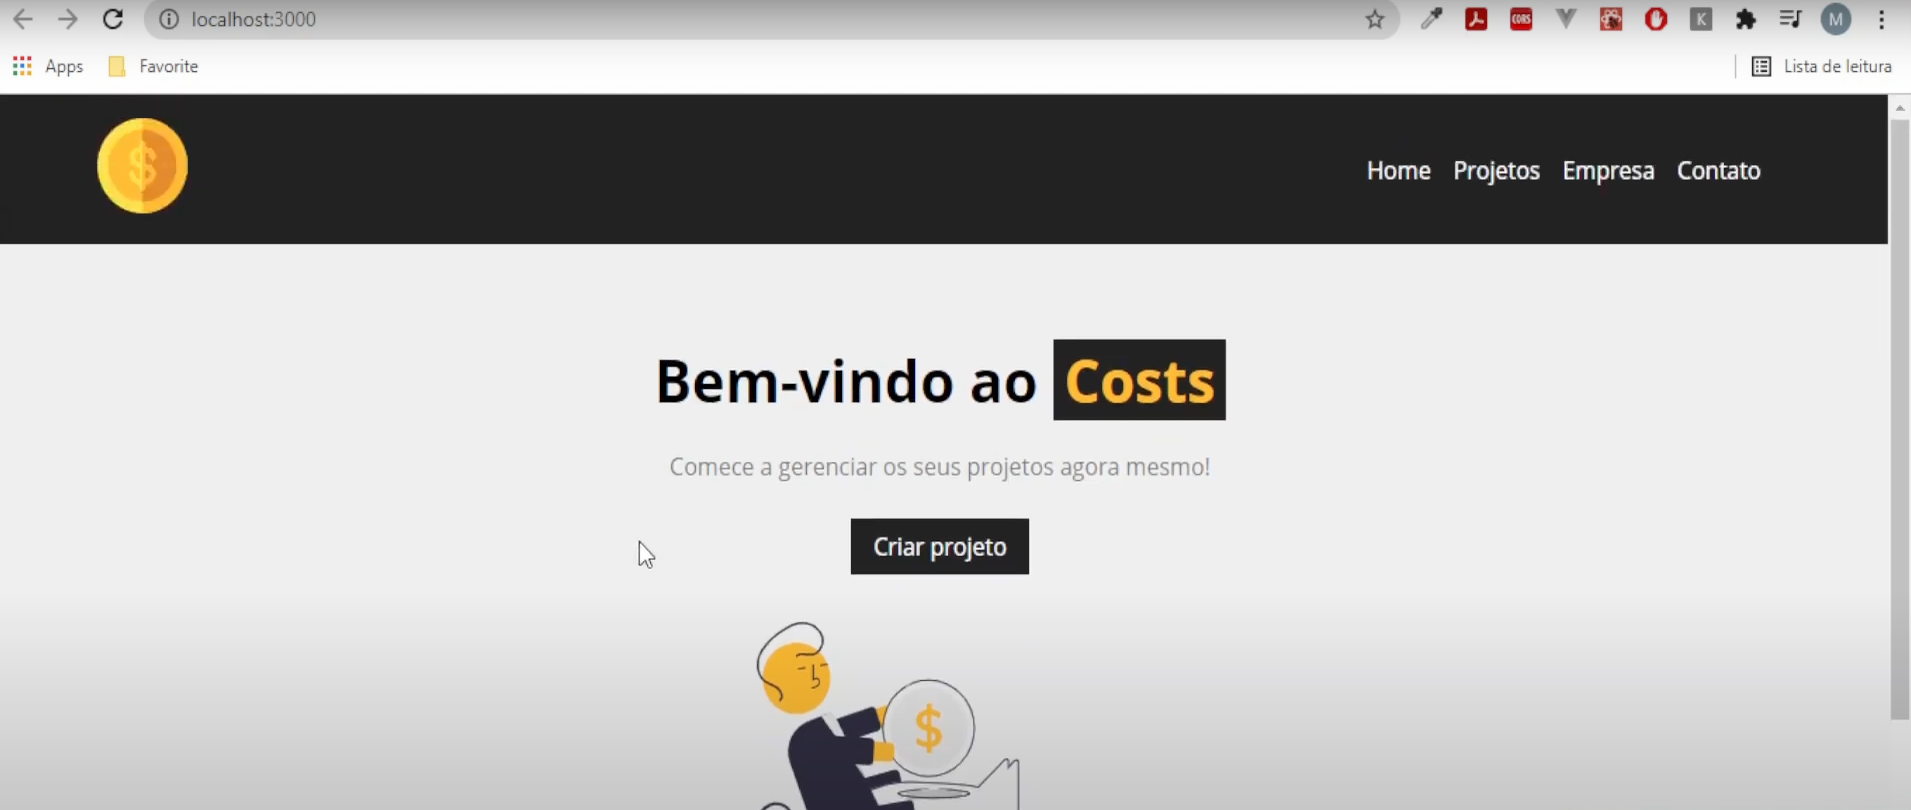 localhost:3000
CORS
K
M
Apps
Favorite
Lista de leitura
$
Home Projetos Empresa Contato
Bem-vindo ao Costs
Comece a gerenciar os seus projetos agora mesmo!
Criar projeto
$